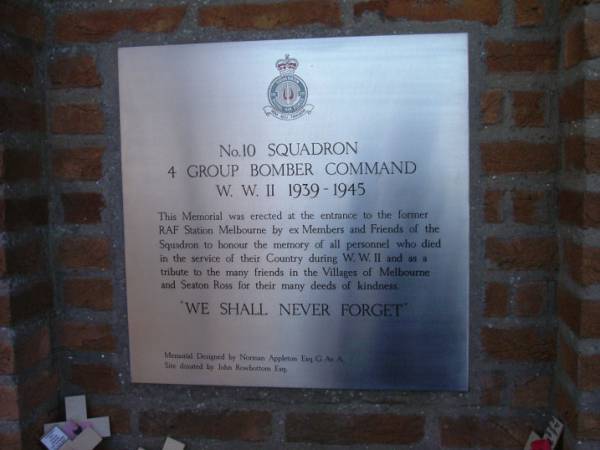 No.10 SQUADRON
4 GROUP BOMBER COMMAND
W. W. II 1939-1945
This Memorial was erected at the entrance to the former
RAF Station Melbourne by ex Members and Friends of the
Squadron to honour the memory of all personnel who died
in the service of their Country during W. W. II and as a
tribute to the many friends in the Villages of Melbourne
and Seaton Ross for their many deeds of kindness.
"WE SHALL NEVER FORGET"
Memorial Designed by Norman Appleton Esq. G. Av. A.
Site donated by John Rowbottom Esq.